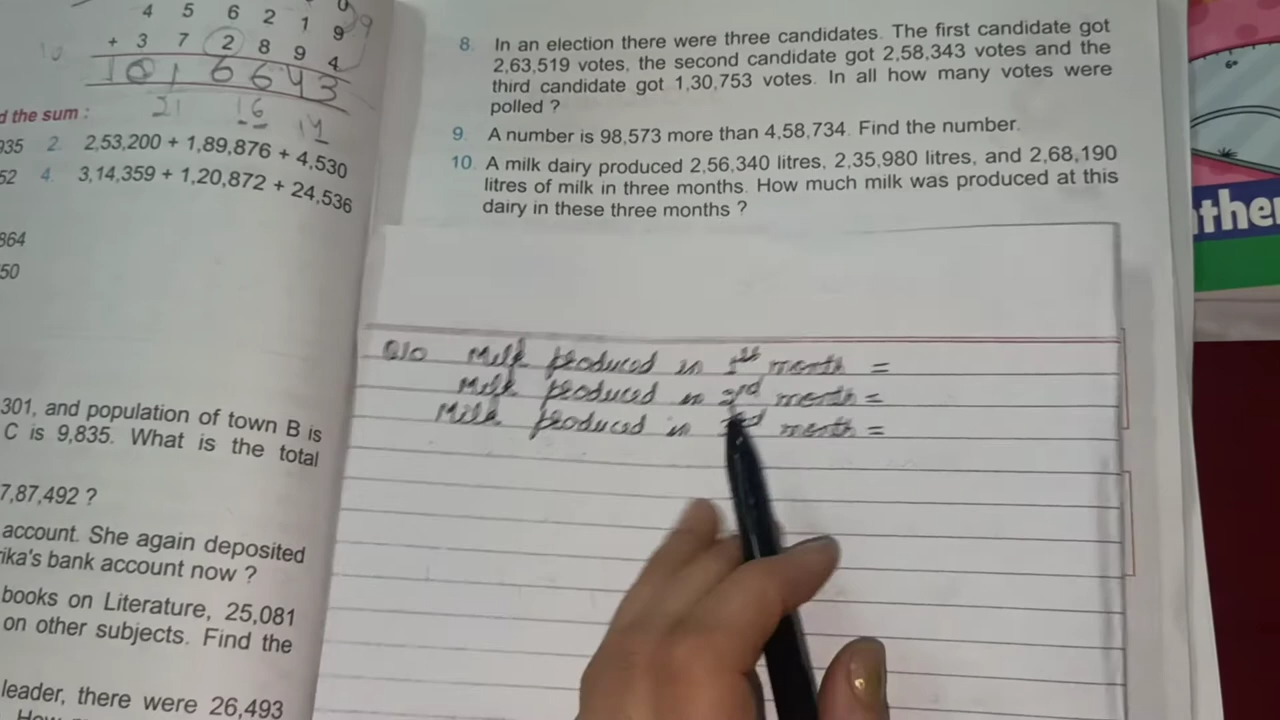 4 5 6 2 1 9
+ 3 7 2 8 9 4
1 0 1 6 6 4 3
21 16 14
d the sum :
935 2. 2,53,200 + 1,89,876 + 4,530
52 4. 3,14,359 + 1,20,872 + 24,536
864
50
301, and population of town B is
C is 9,835. What is the total
7,87,492 ?
account. She again deposited
ika's bank account now ?
books on Literature, 25,081
on other subjects. Find the
leader, there were 26,493
8. In an election there were three candidates. The first candidate got
2,63,519 votes, the second candidate got 2,58,343 votes and the
third candidate got 1,30,753 votes. In all how many votes were
polled ?
9. A number is 98,573 more than 4,58,734. Find the number.
10. A milk dairy produced 2,56,340 litres, 2,35,980 litres, and 2,68,190
litres of milk in three months. How much milk was produced at this
dairy in these three months ?
Q10 Milk produced in 1st month =
Milk produced in month =
Milk produced in month =
ther